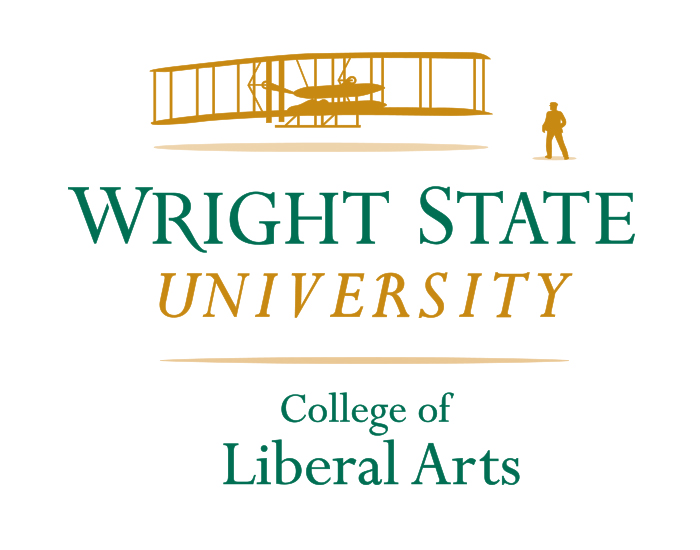 WRIGHT STATE
UNIVERSITY
College of
Liberal Arts